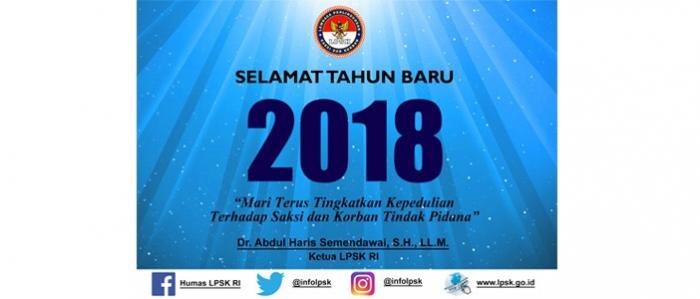 LPSK
SELAMAT TAHUN BARU
2018
“Mari Terus Tingkatkan Kepedulian
Terhadap Saksi dan Korban Tindak Pidana”
Dr. Abdul Haris Semendawai, S.H., LL.M.
Ketua LPSK RI
Humas LPSK RI @infolpsk @infolpsk www.lpsk.go.id